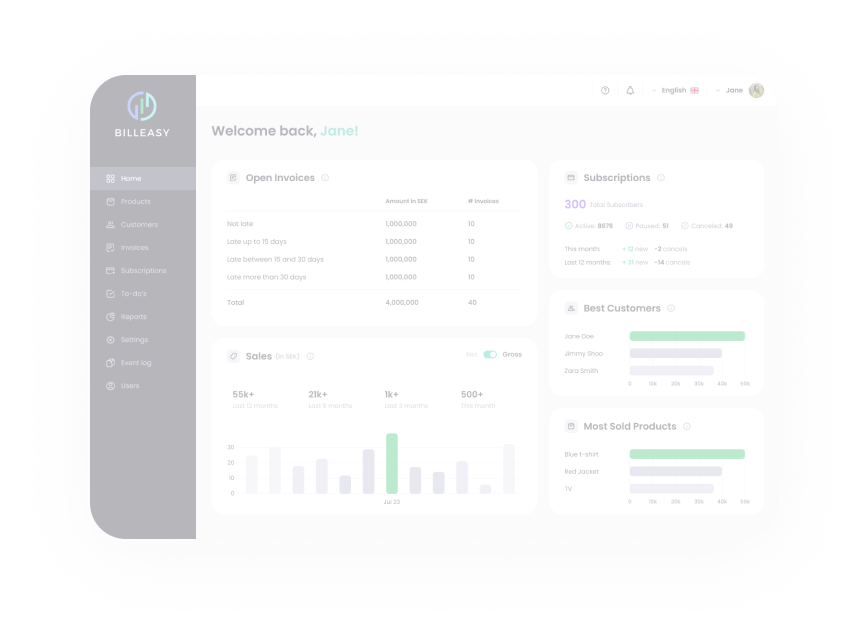 BILLEASY
Home
Products
Customers
Invoices
Subscriptions
To-do's
Reports
Settings
Event log
Users
English
Jane
Welcome back, Jane!
Open Invoices
Amount in SEK # Invoices
Not late 1,000,000 10
Late up to 15 days 1,000,000 10
Late between 15 and 30 days 1,000,000 10
Late more than 30 days 1,000,000 10
Total 4,000,000 40
Sales (in SEK)
Net Gross
55k+ 21k+ 1k+ 500+
Last 12 months Last 6 months Last 3 months This month
30
20
10
0
Jul 23
Subscriptions
300 Total Subscribers
Active: 8676 Paused: 51 Canceled: 49
This month: + 12 new -2 cancels
Last 12 months: + 31 new -14 cancels
Best Customers
Jane Doe
Jimmy Shoo
Zara Smith
0 10k 20k 30k 40k 50k
Most Sold Products
Blue t-shirt
Red Jacket
TV
0 10k 20k 30k 40k 50k